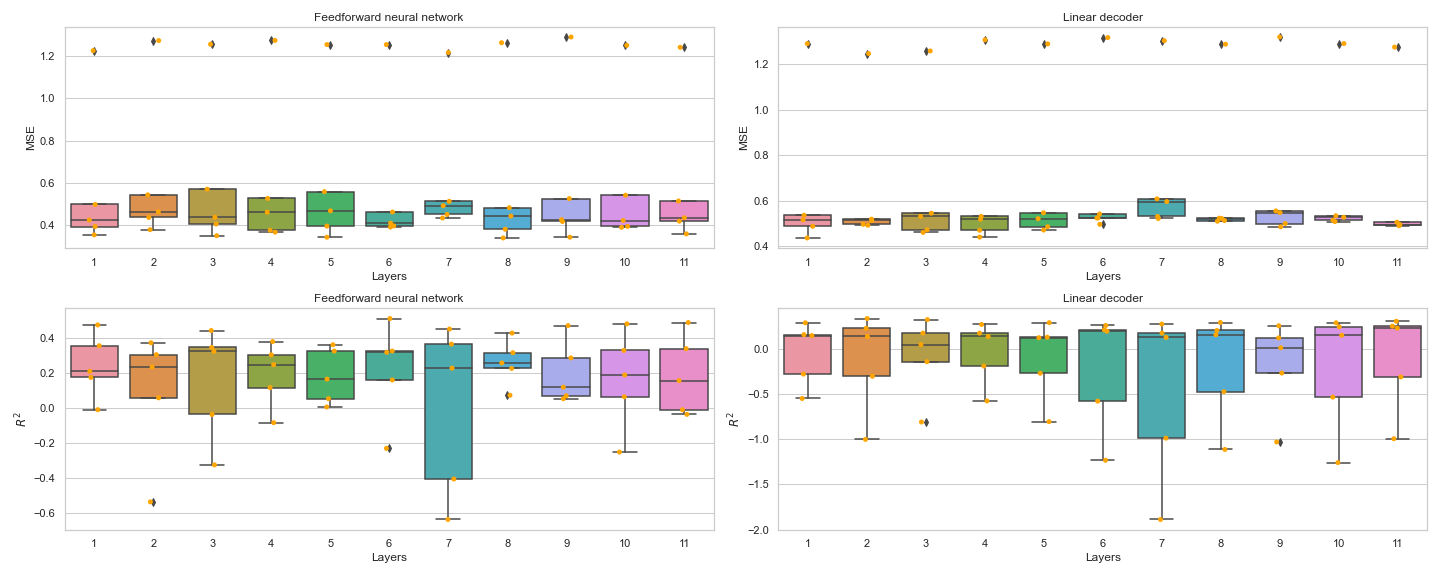 Feedforward neural network
MSE
1.2
1.0
0.8
0.6
0.4
1 2 3 4 5 6 7 8 9 10 11
Layers
Linear decoder
MSE
1.2
1.0
0.8
0.6
0.4
1 2 3 4 5 6 7 8 9 10 11
Layers
Feedforward neural network
R²
0.4
0.2
0.0
−0.2
−0.4
−0.6
1 2 3 4 5 6 7 8 9 10 11
Layers
Linear decoder
R²
0.0
−0.5
−1.0
−1.5
−2.0
1 2 3 4 5 6 7 8 9 10 11
Layers